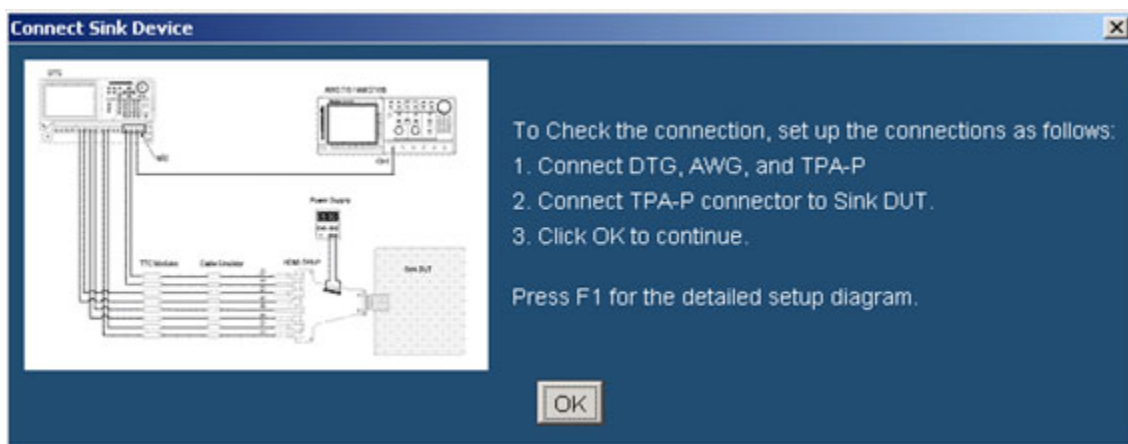 Connect Sink Device
DTG
Power Supply
TTC Modules
Cable Emulator
Sink DUT
To Check the connection, set up the connections as follows:
1. Connect DTG, AWG, and TPA-P
2. Connect TPA-P connector to Sink DUT.
3. Click OK to continue.
Press F1 for the detailed setup diagram.
OK